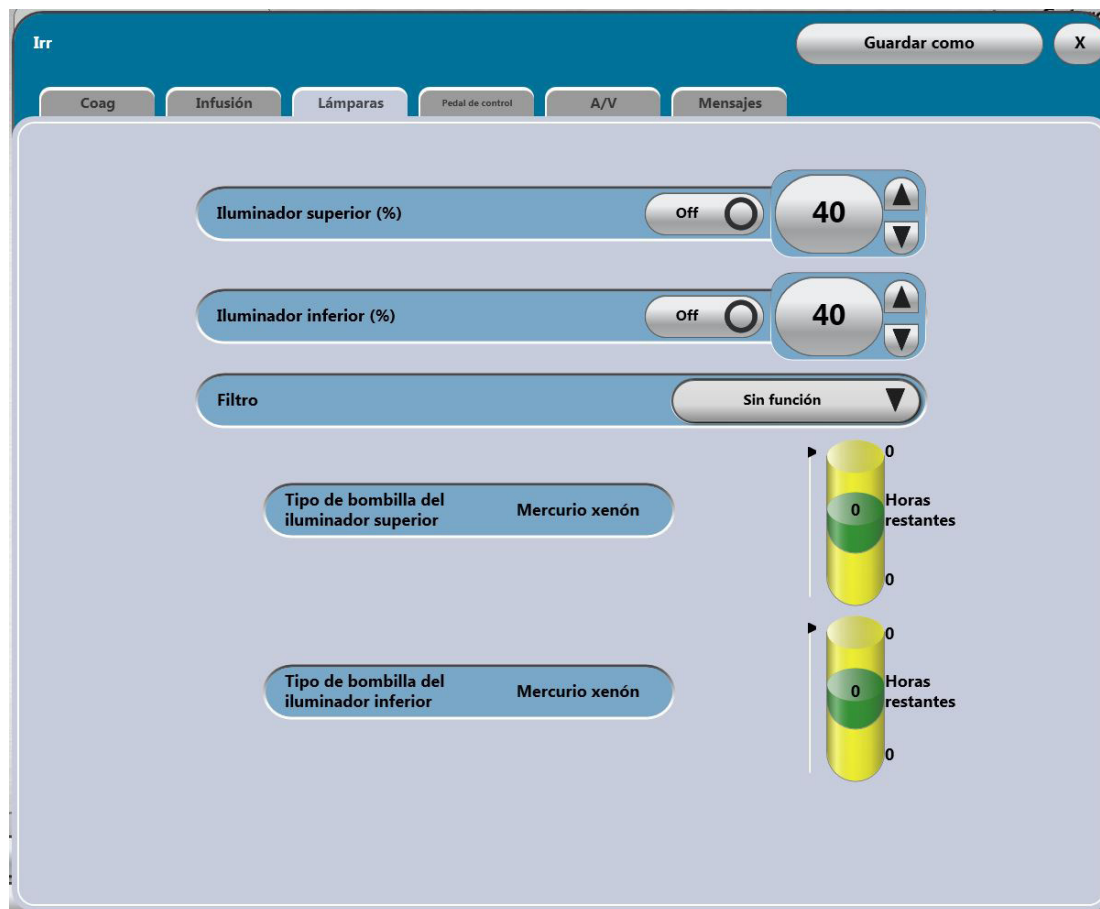 Irr
Guardar como
X
Coag
Infusión
Lámparas
Pedal de control
A/V
Mensajes
Iluminador superior (%)
Off
40
Iluminador inferior (%)
Off
40
Filtro
Sin función
Tipo de bombilla del
iluminador superior
Mercurio xenón
0
0
Horas
restantes
0
Tipo de bombilla del
iluminador inferior
Mercurio xenón
0
0
Horas
restantes
0